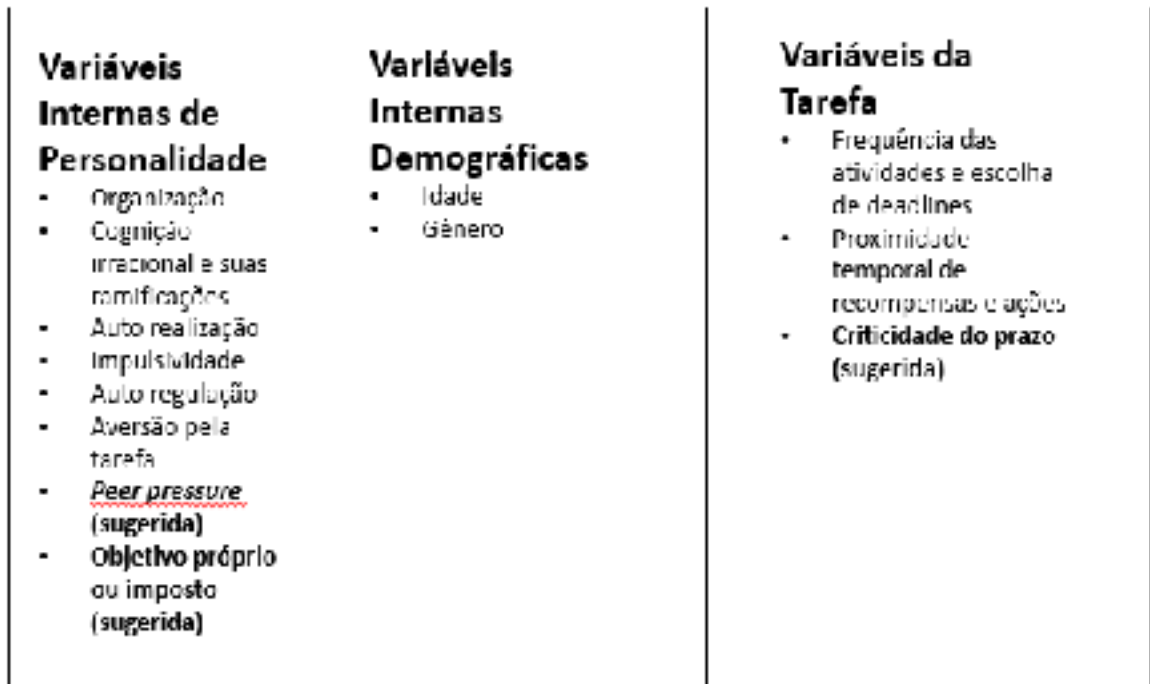 Variáveis
Internas de
Personalidade
• Organização
• Cognição
irracional e suas
ramificações
• Auto realização
• Impulsividade
• Auto regulação
• Aversão pela
tarefa
• Peer pressure
(sugerida)
• Objetivo próprio
ou imposto
(sugerida)
Variáveis
Internas
Demográficas
• Idade
• Gênero
Variáveis da
Tarefa
• Frequência das
atividades e escolha
de deadlines
• Proximidade
temporal de
recompensas e ações
• Criticidade do prazo
(sugerida)